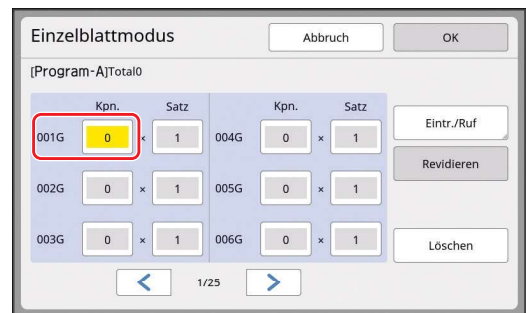 Einzelblattmodus Abbruch OK
[Program-A]Total0
Kpn. Satz Kpn. Satz
001G 0 × 1 004G 0 × 1 Eintr./Ruf
Revidieren
002G 0 × 1 005G 0 × 1
003G 0 × 1 006G 0 × 1 Löschen
1/25